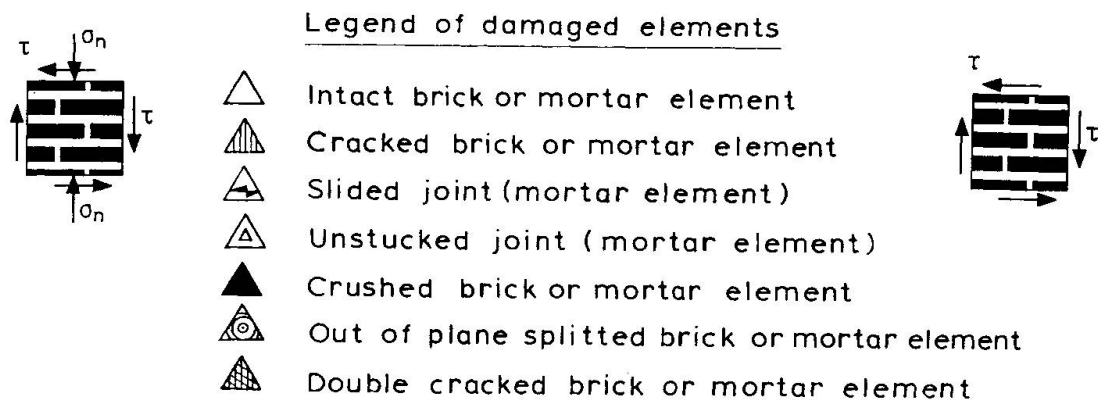 Legend of damaged elements
τ σn
τ
σn
τ
τ
Intact brick or mortar element
Cracked brick or mortar element
Slided joint (mortar element)
Unstucked joint (mortar element)
Crushed brick or mortar element
Out of plane splitted brick or mortar element
Double cracked brick or mortar element